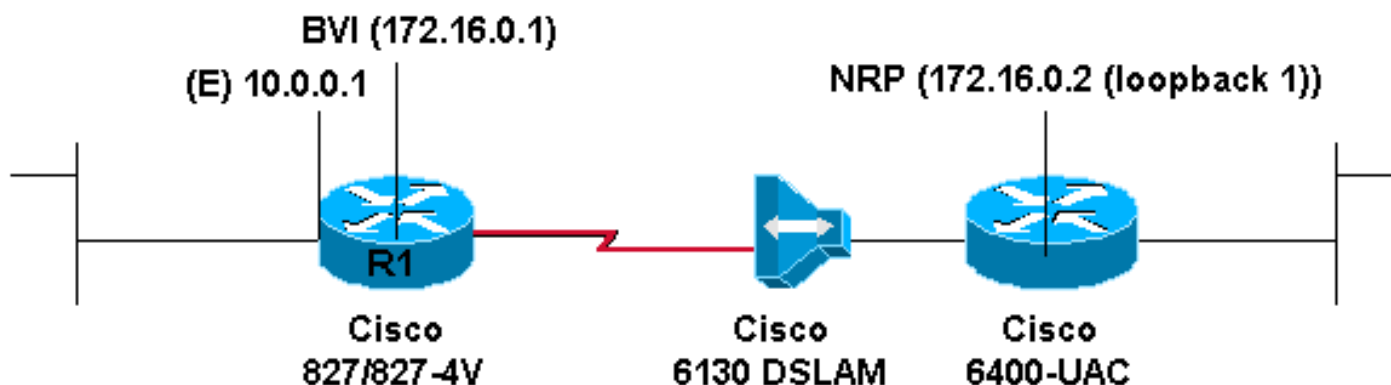 BVI (172.16.0.1)
(E) 10.0.0.1
NRP (172.16.0.2 (loopback 1))
R1
Cisco
827/827-4V
Cisco
6130 DSLAM
Cisco
6400-UAC